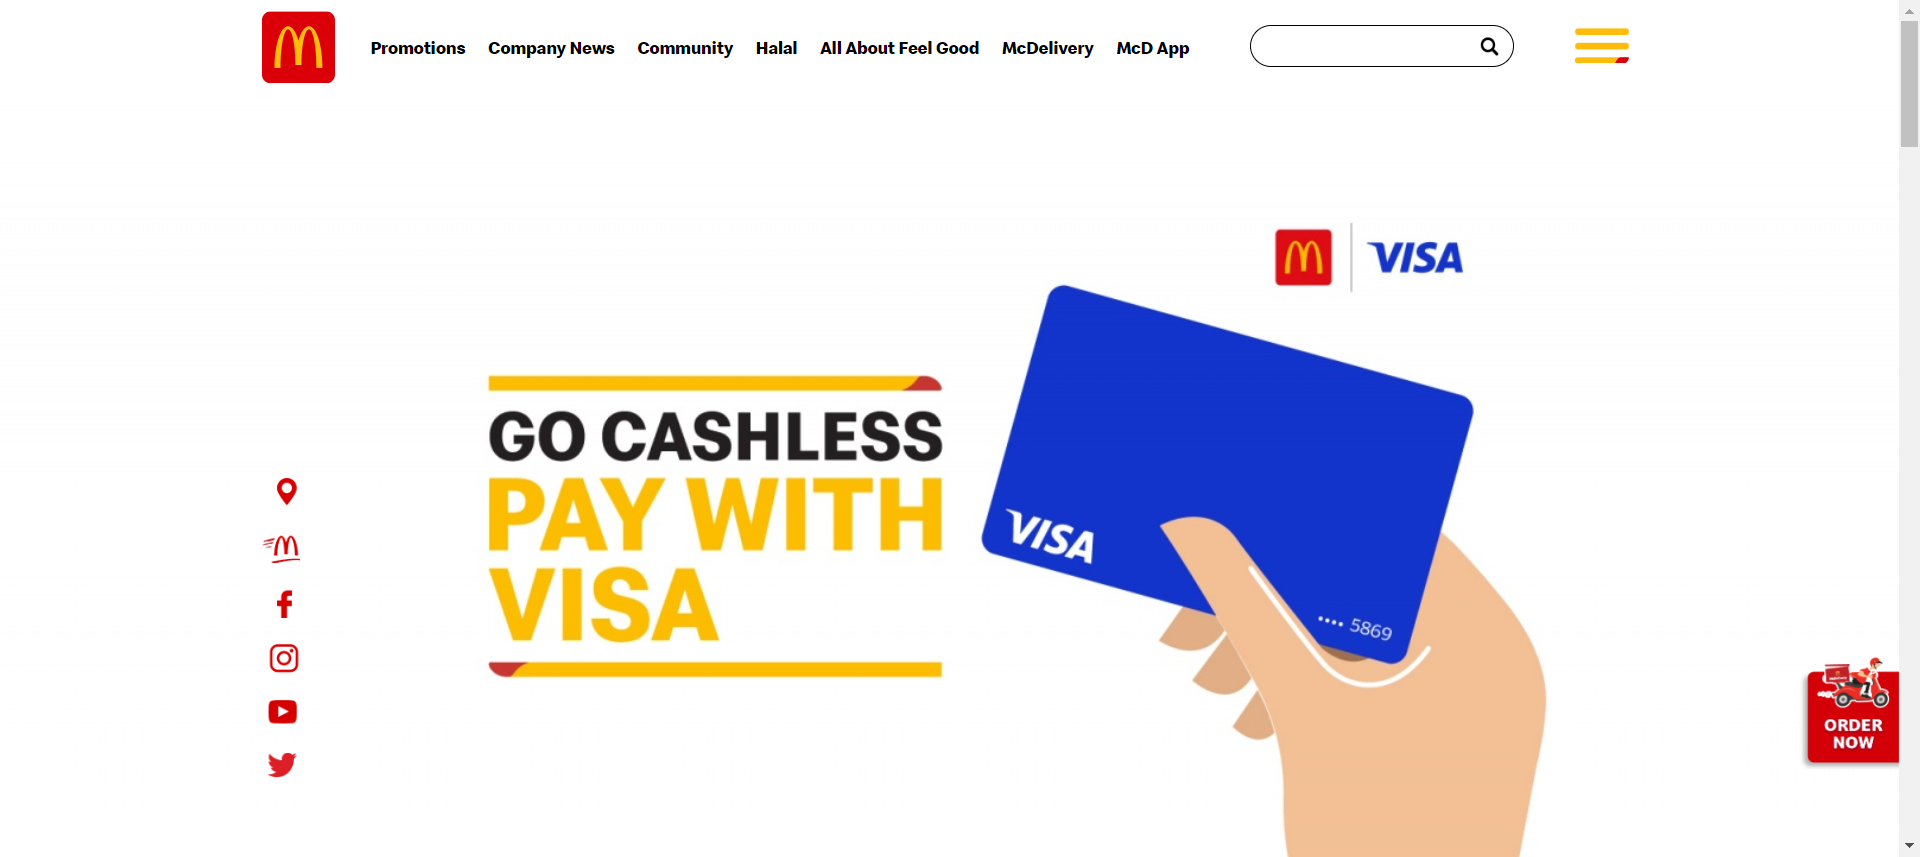 Promotions Company News Community Halal All About Feel Good McDelivery McD App
VISA
GO CASHLESS
PAY WITH
VISA
VISA
•••• 5869
ORDER
NOW